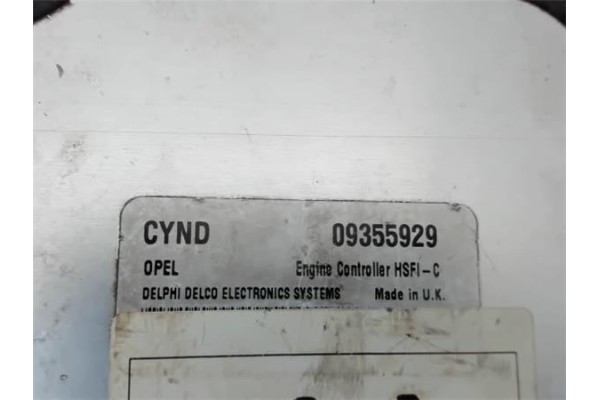 CYND 09355929
OPEL Engine Controller HSFI-C
DELPHI DELCO ELECTRONICS SYSTEMS Made in U.K.